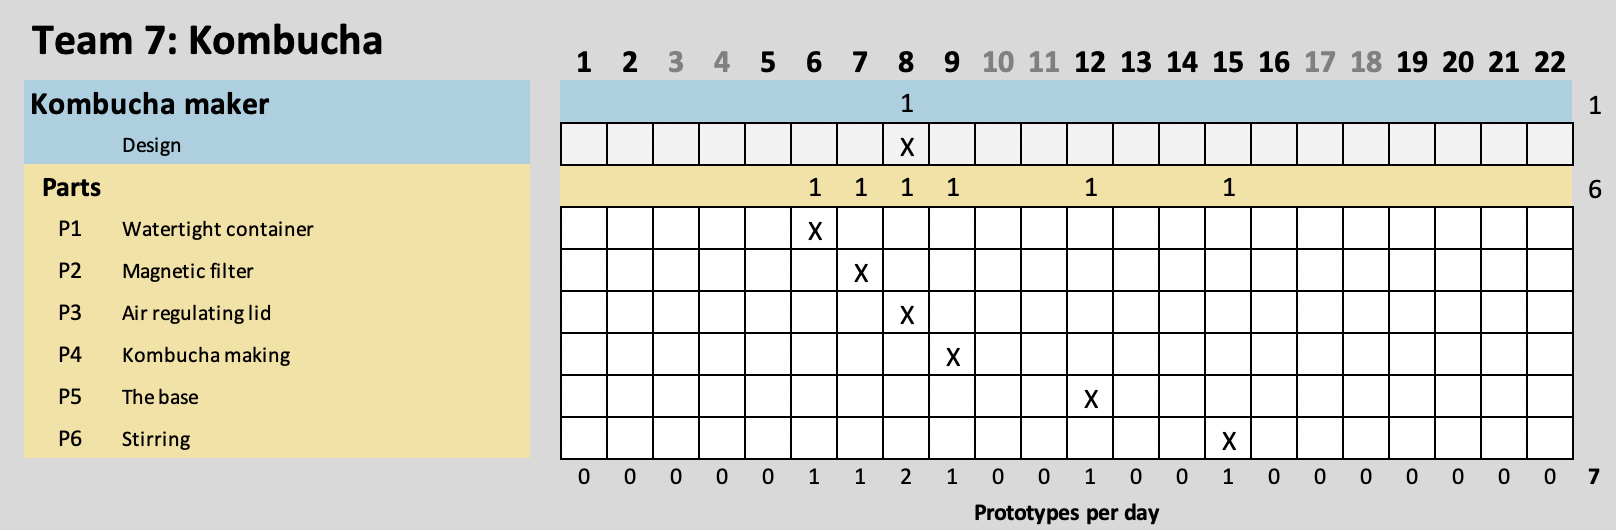 Team 7: Kombucha
1 2 3 4 5 6 7 8 9 10 11 12 13 14 15 16 17 18 19 20 21 22
Kombucha maker 1 1
Design X
Parts 1 1 1 1 1 1 6
P1 Watertight container X
P2 Magnetic filter X
P3 Air regulating lid X
P4 Kombucha making X
P5 The base X
P6 Stirring X
0 0 0 0 0 1 1 2 1 0 0 1 0 0 1 0 0 0 0 0 0 0 7
Prototypes per day